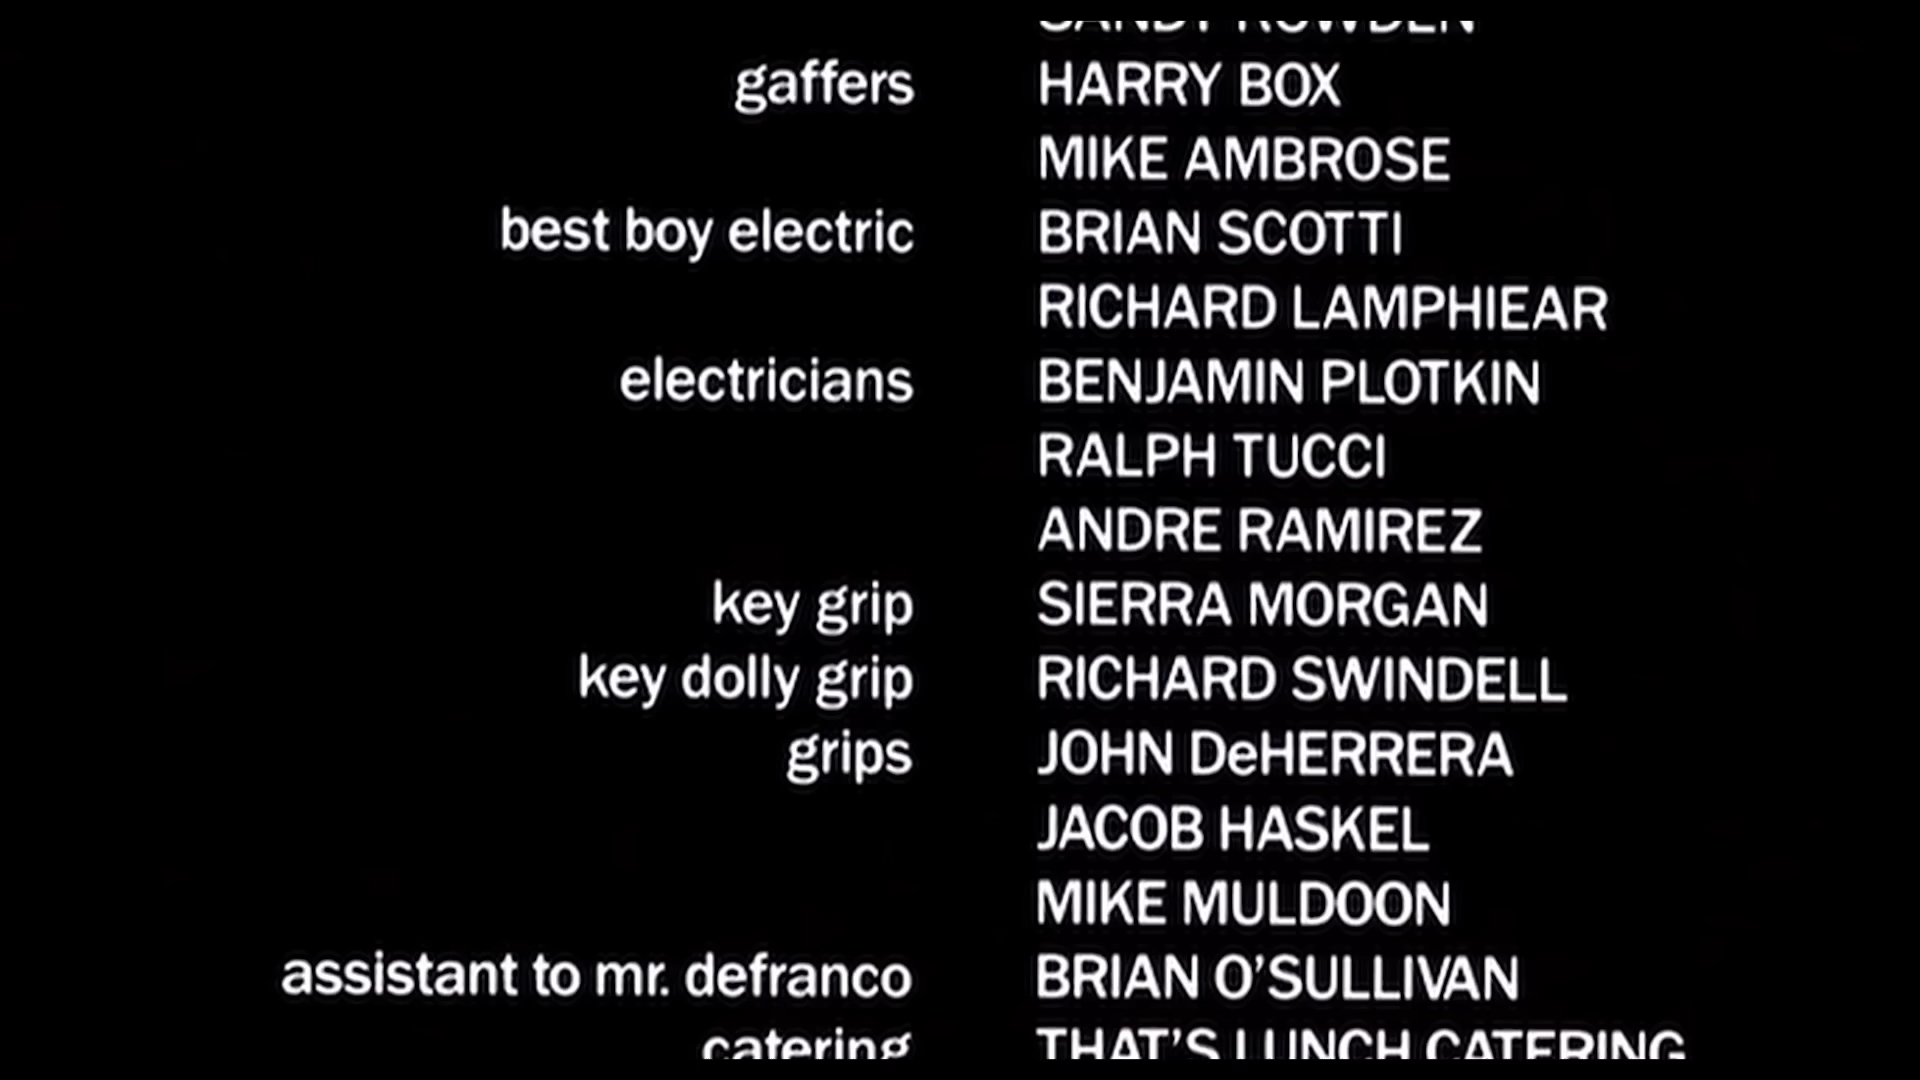 SANDY ROWDEN
gaffers HARRY BOX
MIKE AMBROSE
best boy electric BRIAN SCOTTI
RICHARD LAMPHIEAR
electricians BENJAMIN PLOTKIN
RALPH TUCCI
ANDRE RAMIREZ
key grip SIERRA MORGAN
key dolly grip RICHARD SWINDELL
grips JOHN DeHERRERA
JACOB HASKEL
MIKE MULDOON
assistant to mr. defranco BRIAN O'SULLIVAN
catering THAT'S LUNCH CATERING